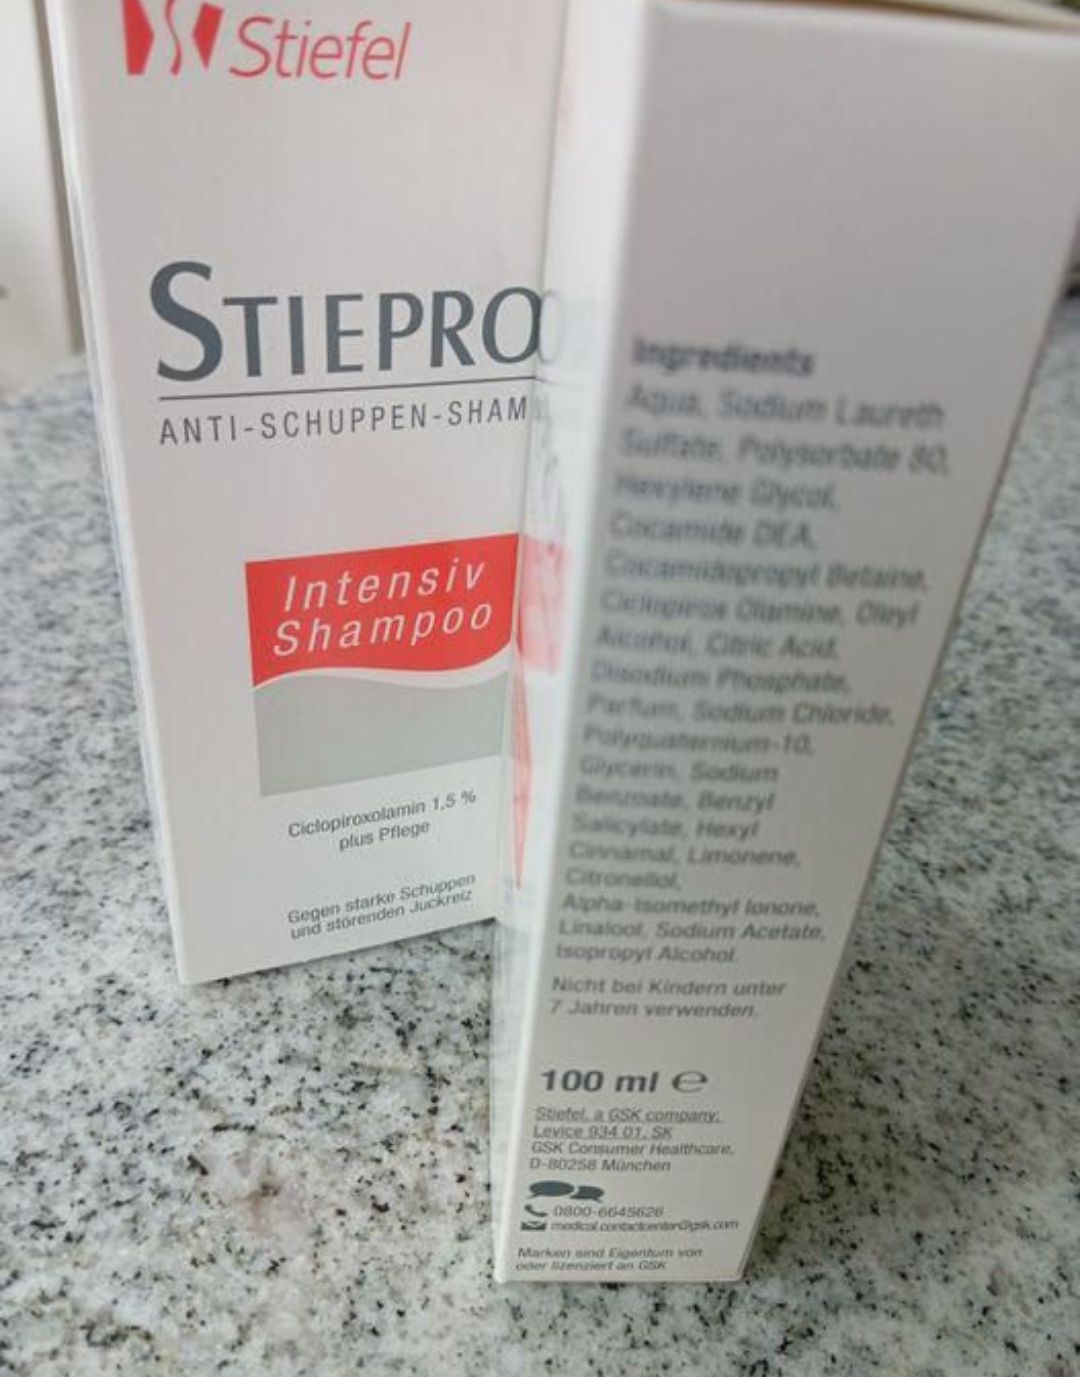 Stiefel
STIEPRO
ANTI-SCHUPPEN-SHAM
Intensiv
Shampoo
Ciclopiroxolamin 1,5 %
plus Pflege
Gegen starke Schuppen
und störenden Juckreiz
Ingredients
Aqua, Sodium Laureth
Sulfate, Polysorbate 80,
Hexylene Glycol,
Cocamide DEA,
Cocamidopropyl Betaine,
Ciclopirox Olamine, Oleyl
Alcohol, Citric Acid,
Disodium Phosphate,
Parfum, Sodium Chloride,
Polyquaternium-10,
Glycerin, Sodium
Benzoate, Benzyl
Salicylate, Hexyl
Cinnamal, Limonene,
Citronellol,
Alpha-Isomethyl Ionone,
Linalool, Sodium Acetate,
Isopropyl Alcohol.
Nicht bei Kindern unter
7 Jahren verwenden.
100 ml ℮
Stiefel, a GSK company,
Levice 934 01, SK
GSK Consumer Healthcare,
D-80258 München
0800-6645626
medical.contactcenter@gsk.com
Marken sind Eigentum von
oder lizenziert an GSK